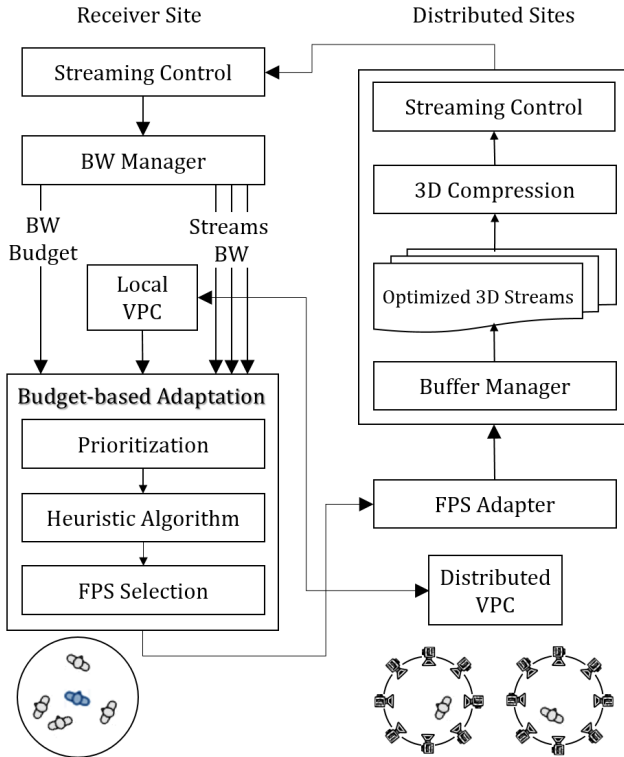 Receiver Site
Streaming Control
BW Manager
BW
Budget
Streams
BW
Local
VPC
Budget-based Adaptation
Prioritization
Heuristic Algorithm
FPS Selection
Distributed Sites
Streaming Control
3D Compression
Optimized 3D Streams
Buffer Manager
FPS Adapter
Distributed
VPC